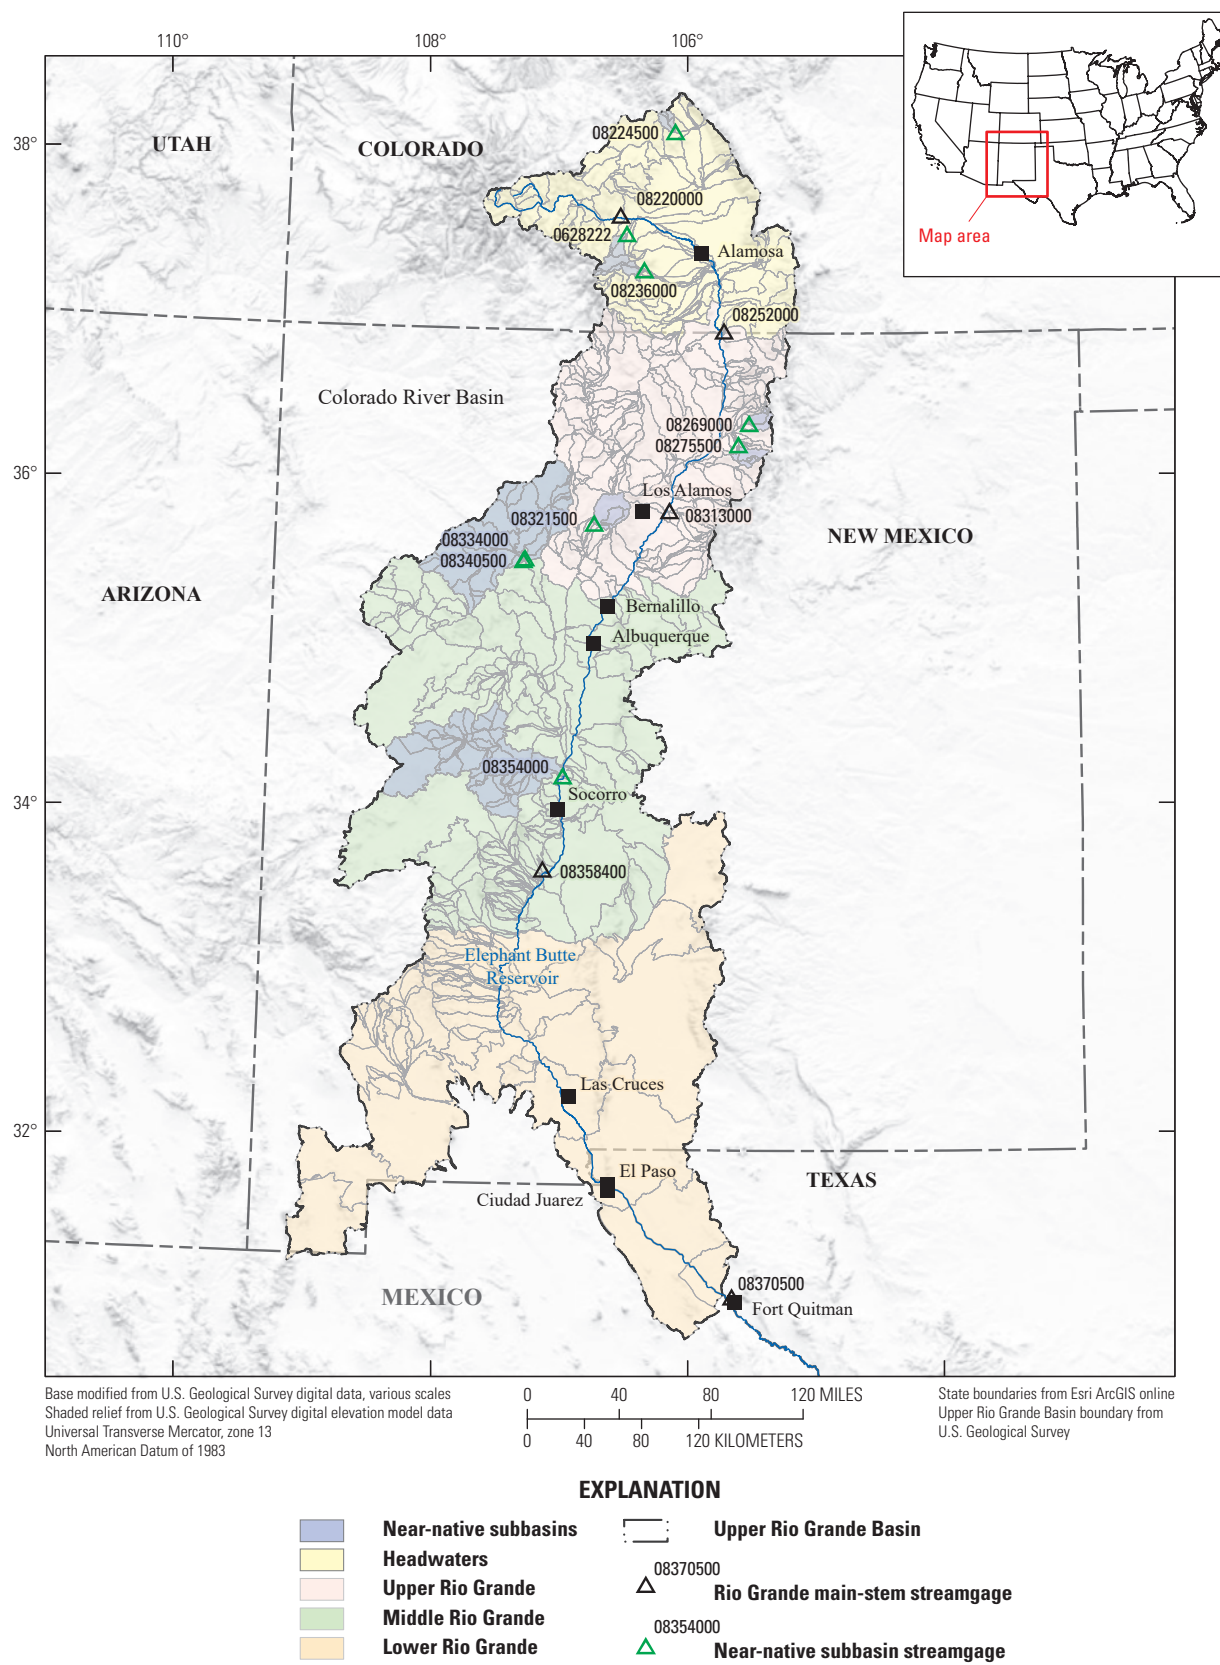 110°
108°
106°
38°
36°
34°
32°
UTAH
COLORADO
08224500
08220000
0628222
Alamosa
08236000
08252000
Map area
Colorado River Basin
08269000
08275500
Los Alamos
08321500
08313000
08334000
08340500
NEW MEXICO
ARIZONA
Bernalillo
Albuquerque
08354000
Socorro
08358400
Elephant Butte
Reservoir
Las Cruces
El Paso
TEXAS
Ciudad Juarez
08370500
MEXICO
Fort Quitman
Base modified from U.S. Geological Survey digital data, various scales
Shaded relief from U.S. Geological Survey digital elevation model data
Universal Transverse Mercator, zone 13
North American Datum of 1983
0 40 80 120 MILES
0 40 80 120 KILOMETERS
State boundaries from Esri ArcGIS online
Upper Rio Grande Basin boundary from
U.S. Geological Survey
EXPLANATION
Near-native subbasins
Headwaters
Upper Rio Grande
Middle Rio Grande
Lower Rio Grande
Upper Rio Grande Basin
08370500
Rio Grande main-stem streamgage
08354000
Near-native subbasin streamgage